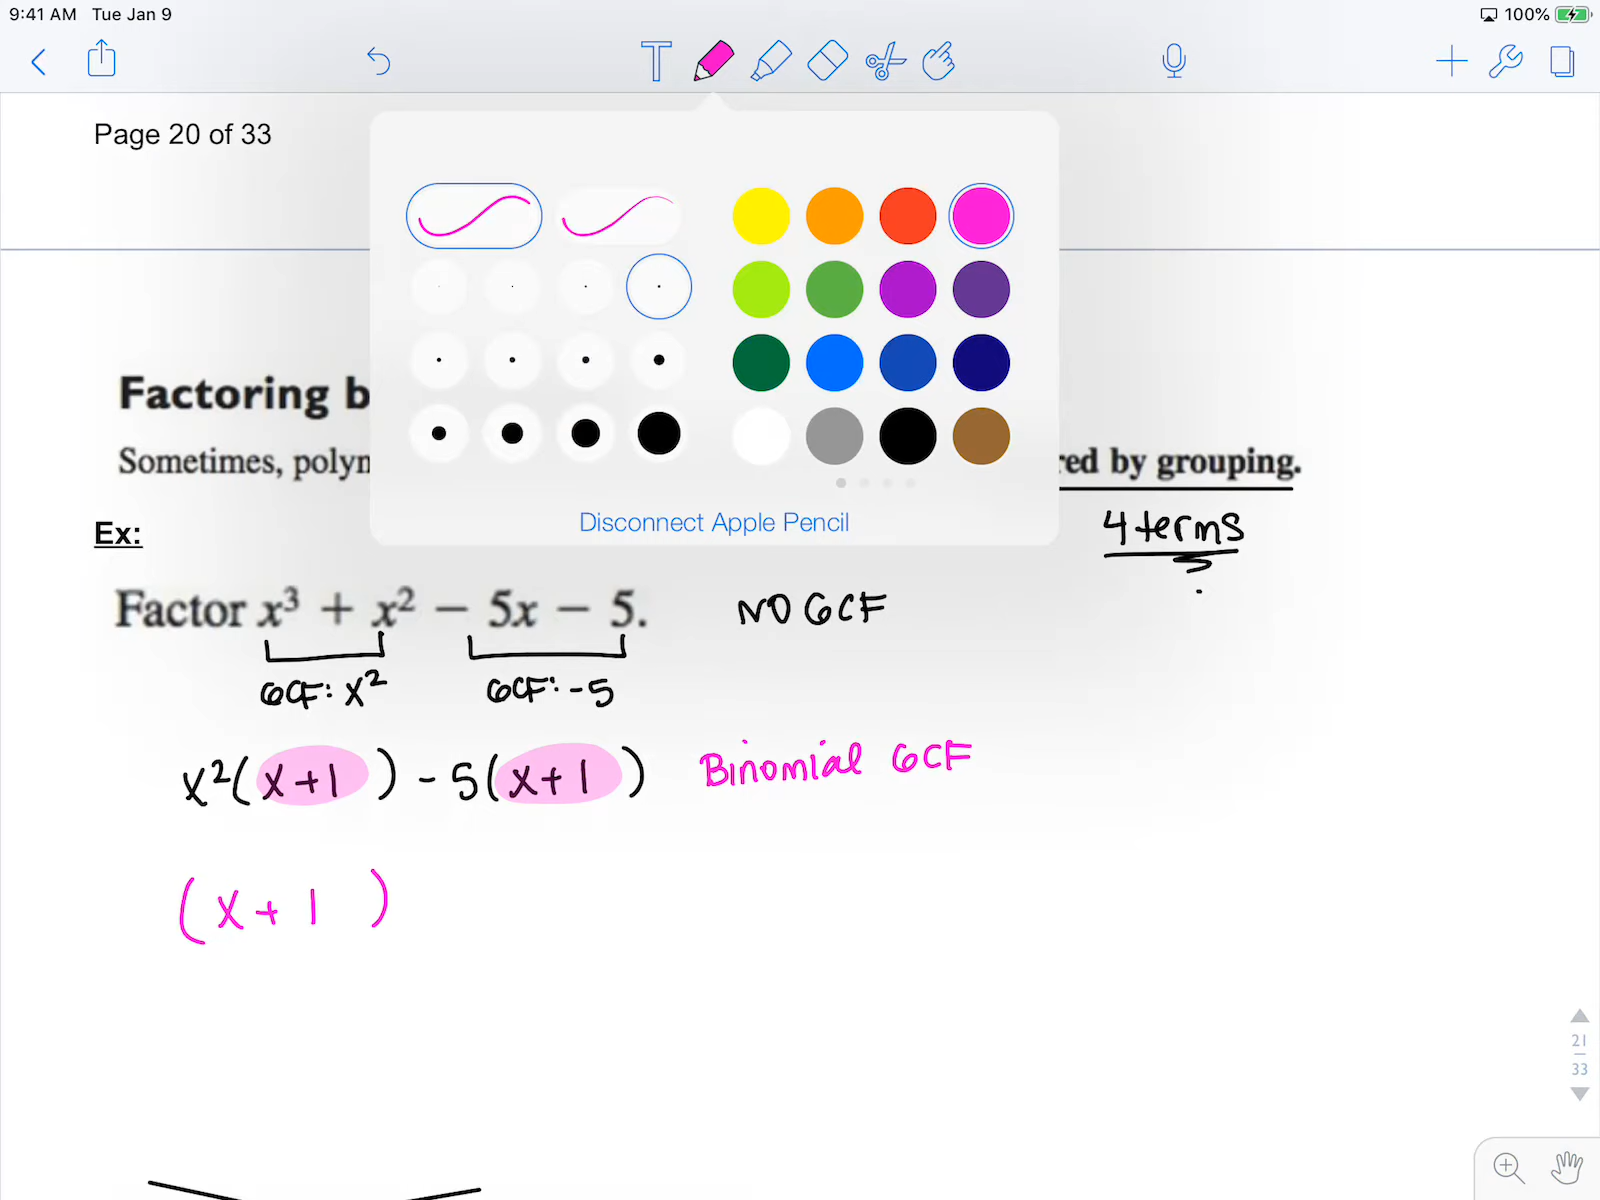 9:41 AM Tue Jan 9 100%
T
Page 20 of 33
Factoring b
Sometimes, polyn red by grouping.
Disconnect Apple Pencil
4 terms
Ex:
Factor x³ + x² − 5x − 5. NO GCF
GCF: x² GCF: -5
x²(x+1) - 5(x+1) Binomial GCF
(x+1)
21
33